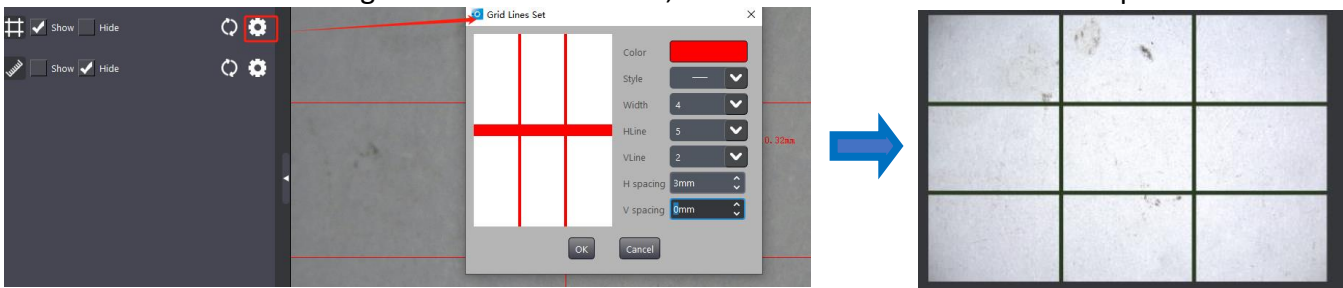 Show Hide
Show Hide
Grid Lines Set
Color
Style
Width 4
HLine 5
VLine 2
H spacing 3mm
V spacing 0mm
OK Cancel
0.32mm